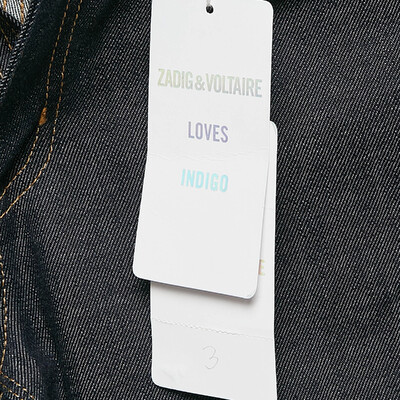 ZADIG&VOLTAIRE
LOVES
INDIGO
3